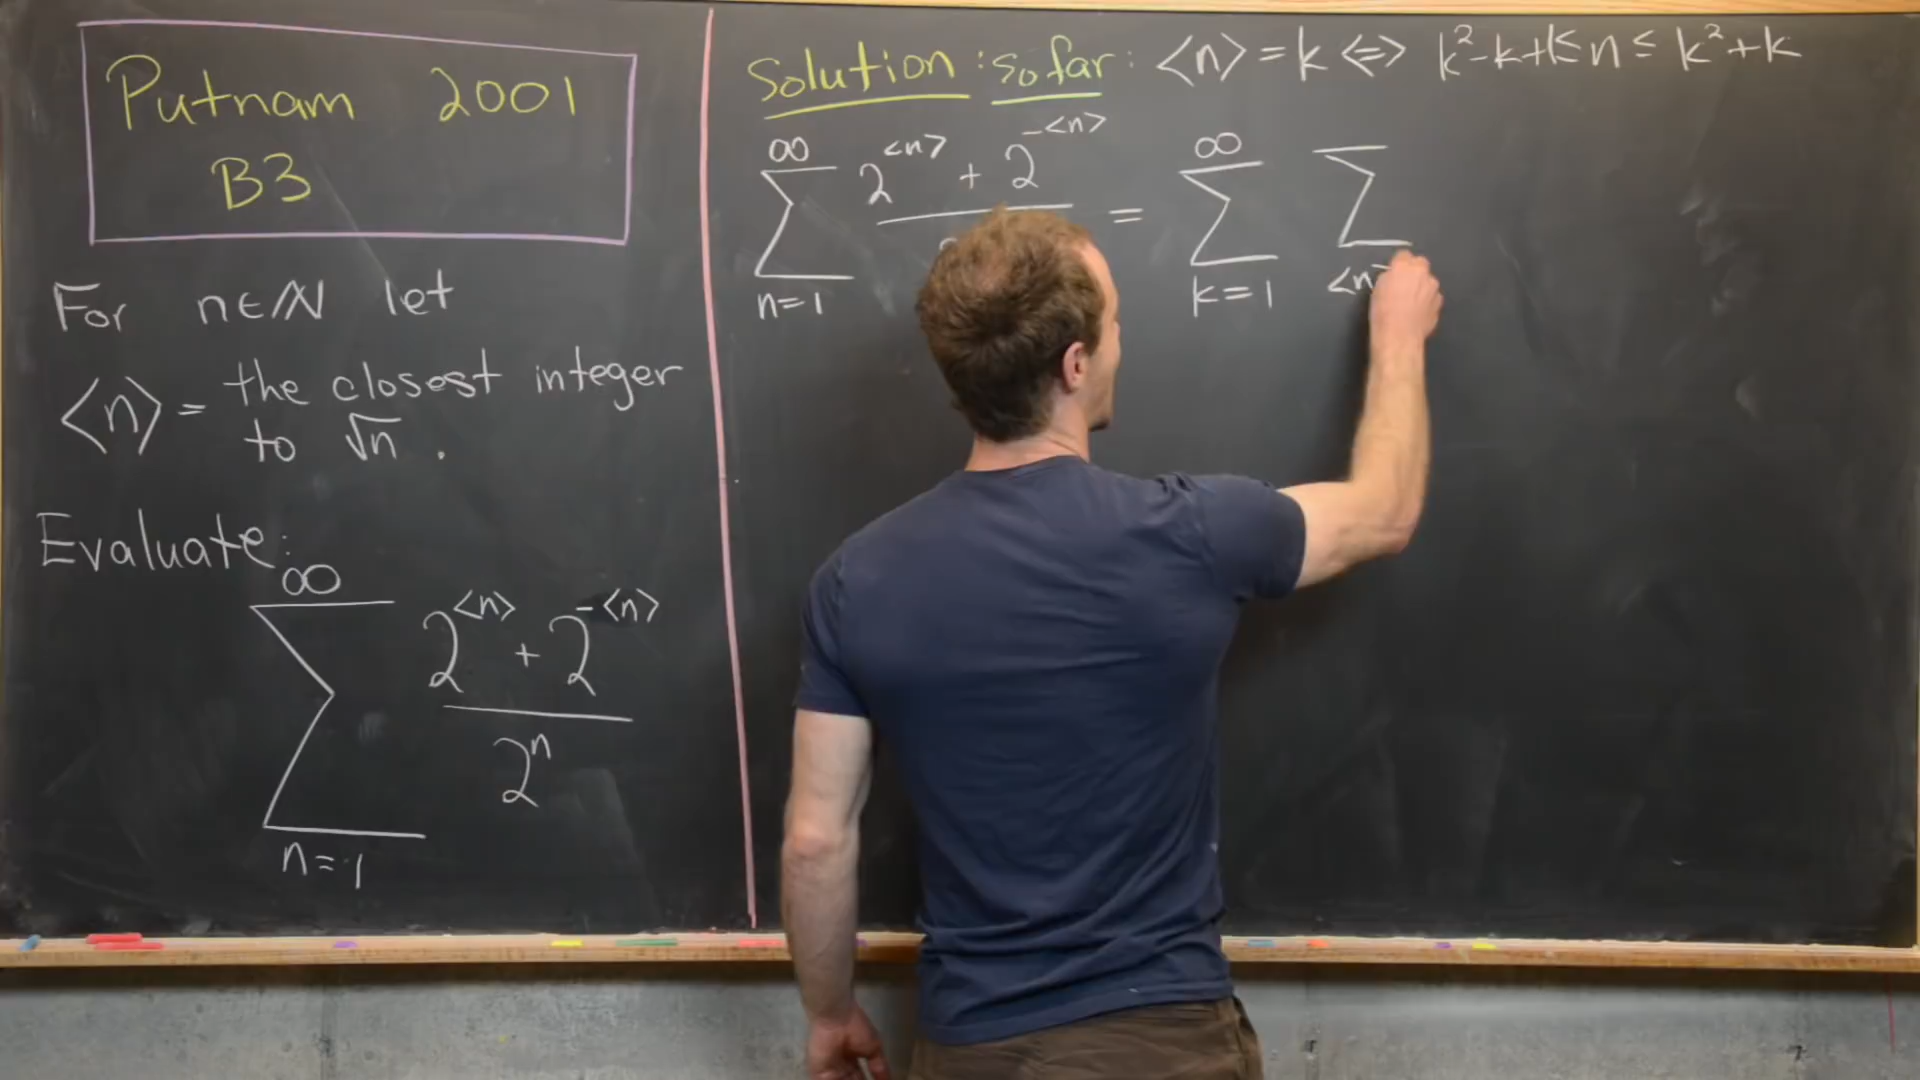 Putnam 2001
B3
For n∈ℕ let
<n> = the closest integer
to √n .
Evaluate:
∞
∑ 2^<n> + 2^-<n>
2^n
n=1
Solution : so far : <n> = k ⇔ k²-k+1 ≤ n ≤ k²+k
∞ ∞
∑ 2^<n> + 2^-<n> = ∑ ∑
n=1 k=1 <n>